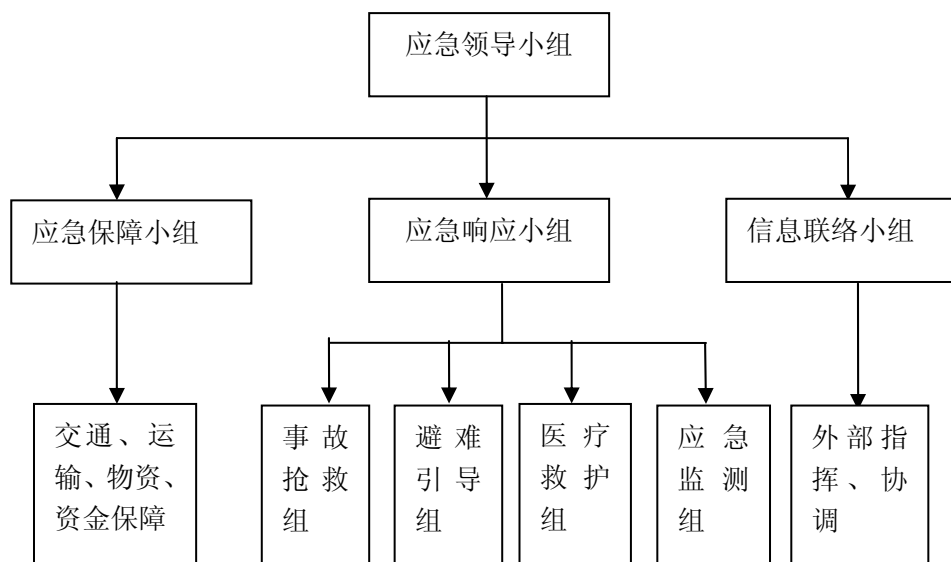 应急领导小组
应急保障小组
应急响应小组
信息联络小组
交通、运
输、物资、
资金保障
事故
抢救
组
避难
引导
组
医疗
救护
组
应急
监测
组
外部指
挥、协
调